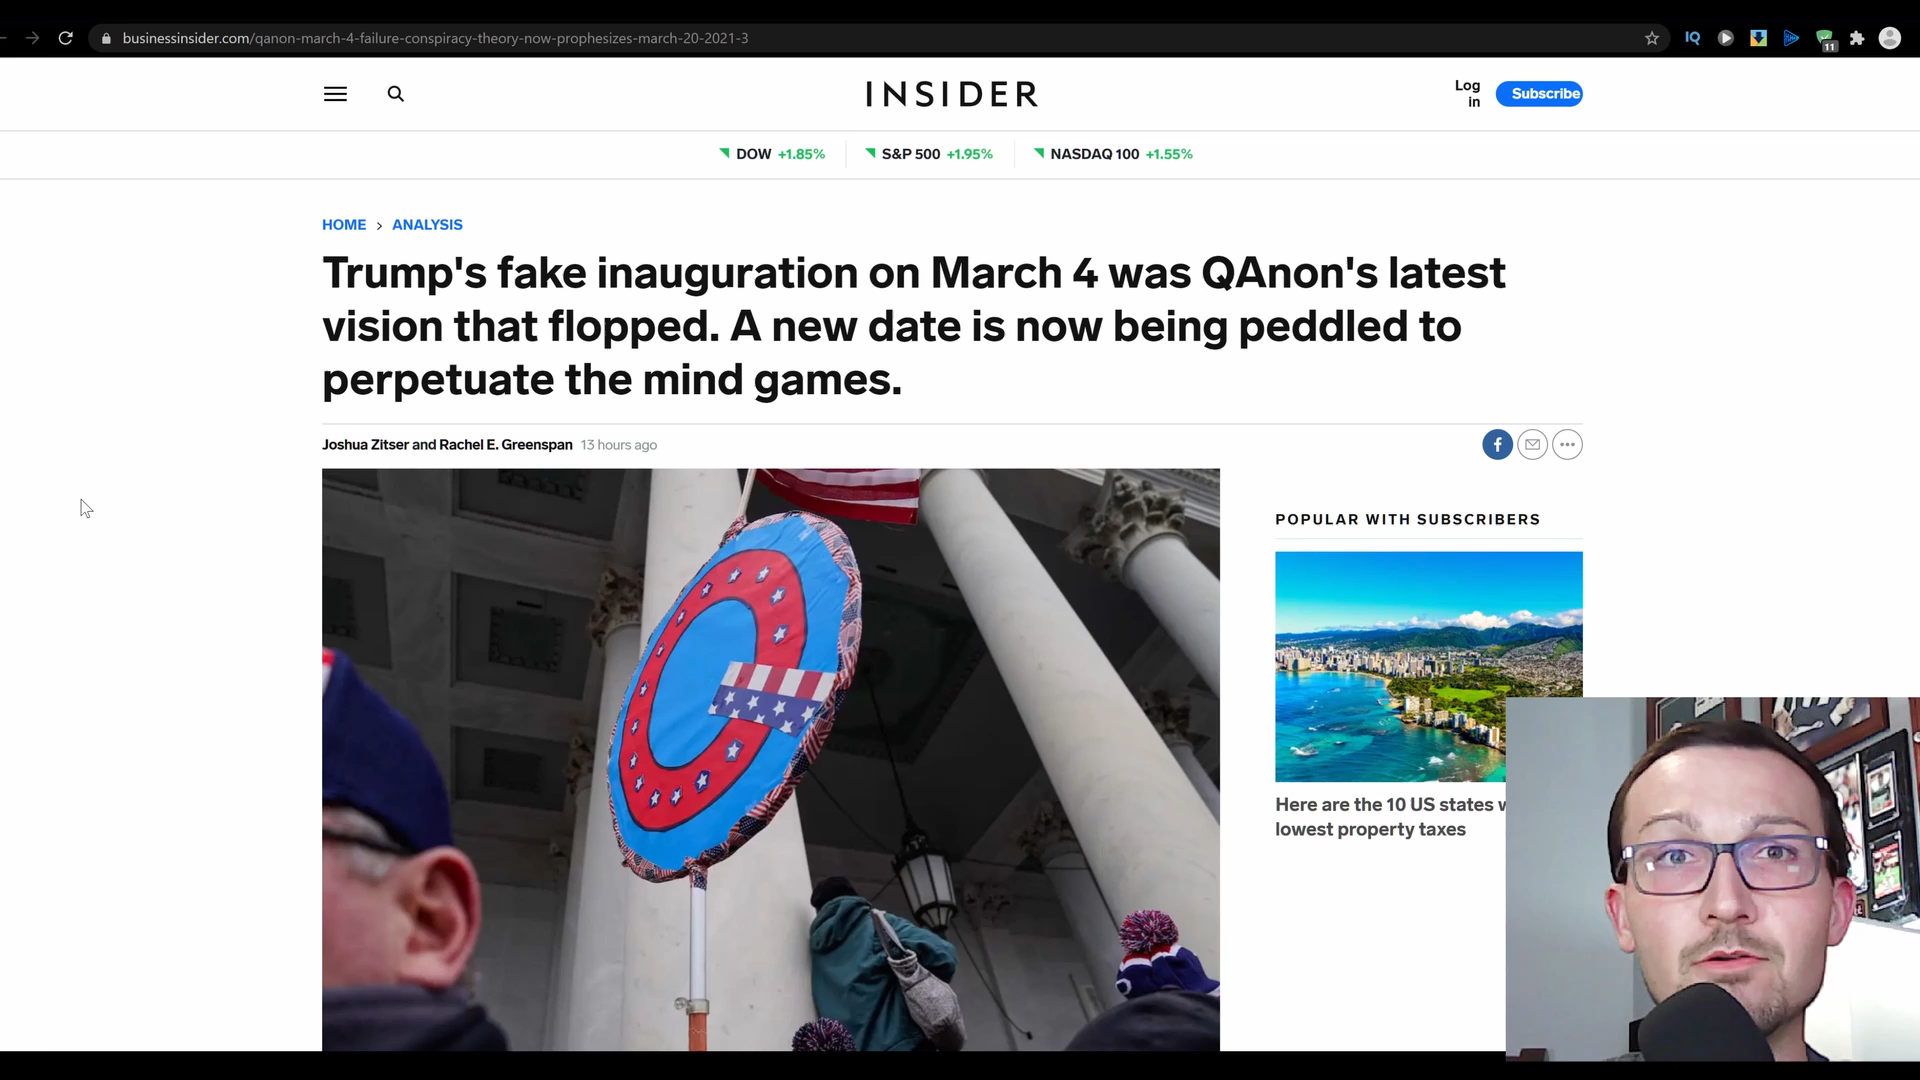 businessinsider.com/qanon-march-4-failure-conspiracy-theory-now-prophesizes-march-20-2021-3
IQ
11
INSIDER
Log
in
Subscribe
DOW +1.85%
S&P 500 +1.95%
NASDAQ 100 +1.55%
HOME > ANALYSIS
Trump's fake inauguration on March 4 was QAnon's latest
vision that flopped. A new date is now being peddled to
perpetuate the mind games.
Joshua Zitser and Rachel E. Greenspan 13 hours ago
POPULAR WITH SUBSCRIBERS
Here are the 10 US states
lowest property taxes